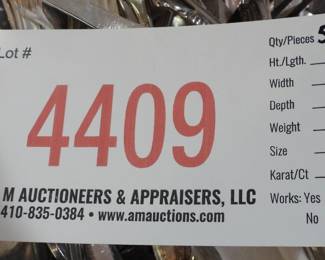 Lot #
4409
M AUCTIONEERS & APPRAISERS, LLC
410-835-0384 • www.amauctions.com
Qty/Pieces
Ht./Lgth.
Width
Depth
Weight
Size
Karat/Ct
Works: Yes
No